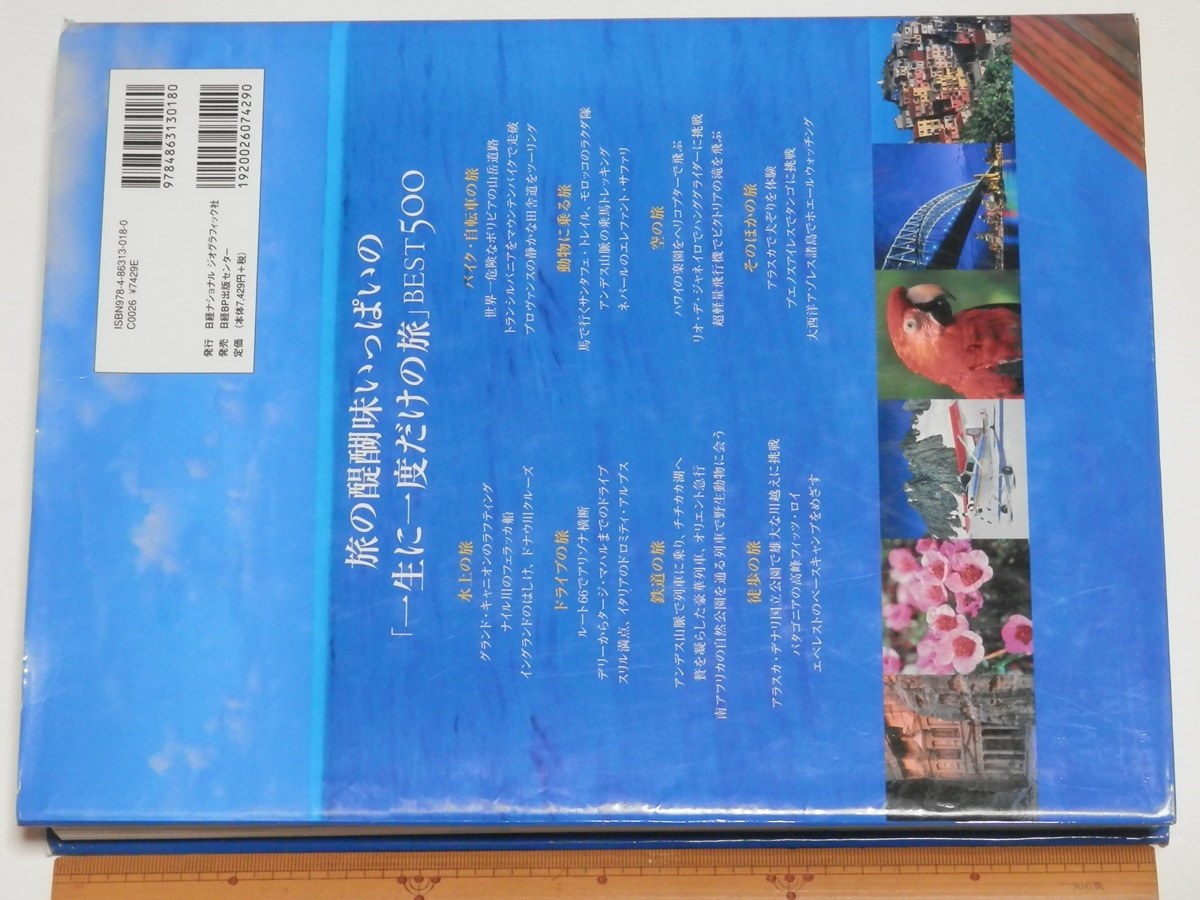 9784863130180
1920026074290
ISBN978-4-86313-018-0
C0026 ¥7429E
発行 日経ナショナル ジオグラフィック社
発売 日経BP出版センター
定価 (本体7,429円+税)
旅の醍醐味いっぱいの
「一生に一度だけの旅」BEST500
水上の旅
グランド・キャニオンのラフティング
ナイル川のフェラッカ船
イングランドのはしけ、ドナウ川クルーズ
ドライブの旅
ルート66でアリゾナ横断
デリーからタージ・マハルまでのドライブ
スリル満点、イタリアのドロミティ・アルプス
鉄道の旅
アンデス山脈で列車に乗り、チチカカ湖へ
贅を凝らした豪華列車、オリエント急行
南アフリカの自然公園を通る列車で野生動物に会う
徒歩の旅
アラスカ・デナリ国立公園で雄大な川越えに挑戦
パタゴニアの高峰フィッツ・ロイ
エベレストのベースキャンプをめざす
バイク・自転車の旅
世界一危険なボリビアの山岳道路
トランシルバニアをマウンテンバイクで走破
プロヴァンスの静かな田舎道をツーリング
動物に乗る旅
馬で行くサンタフェ・トレイル、モロッコのラクダ隊
アンデス山脈の乗馬トレッキング
ネパールのエレファント・サファリ
空の旅
ハワイの楽園をヘリコプターで飛ぶ
リオ・デ・ジャネイロでハンググライダーに挑戦
超軽量飛行機でビクトリアの滝を飛ぶ
そのほかの旅
アラスカで犬ぞりを体験
ブエノスアイレスでタンゴに挑戦
大西洋アゾレス諸島でホエールウォッチング